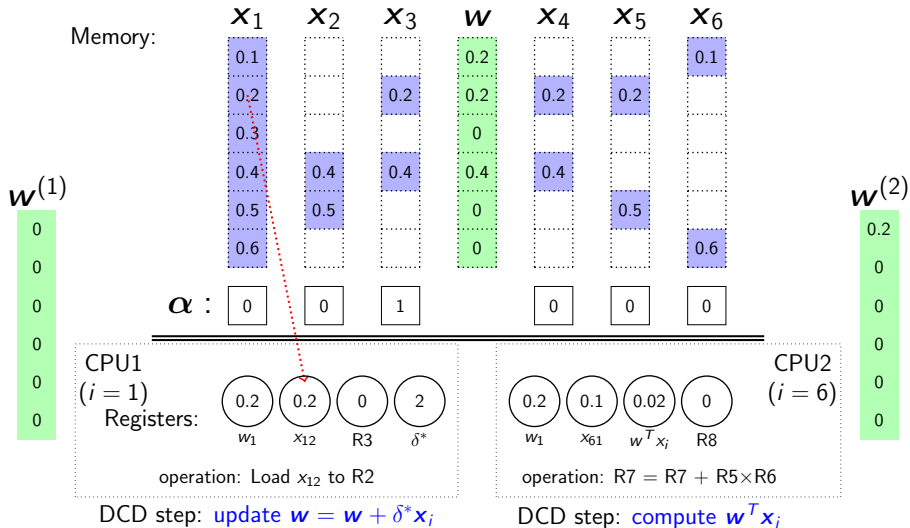 Memory: x₁ x₂ x₃ w x₄ x₅ x₆
0.1 0.2 0.1
0.2 0.2 0.2 0.2 0.2
0.3 0
0.4 0.4 0.4 0.4 0.4
0.5 0.5 0 0.5
0.6 0 0.6
w⁽¹⁾
0
0
0
0
0
0
w⁽²⁾
0.2
0
0
0
0
0
α : 0 0 1 0 0 0
CPU1
(i = 1)
Registers: 0.2 0.2 0 2
w₁ x₁₂ R3 δ*
operation: Load x₁₂ to R2
DCD step: update w = w + δ*xᵢ
CPU2
(i = 6)
0.2 0.1 0.02 0
w₁ x₆₁ wᵀxᵢ R8
operation: R7 = R7 + R5×R6
DCD step: compute wᵀxᵢ